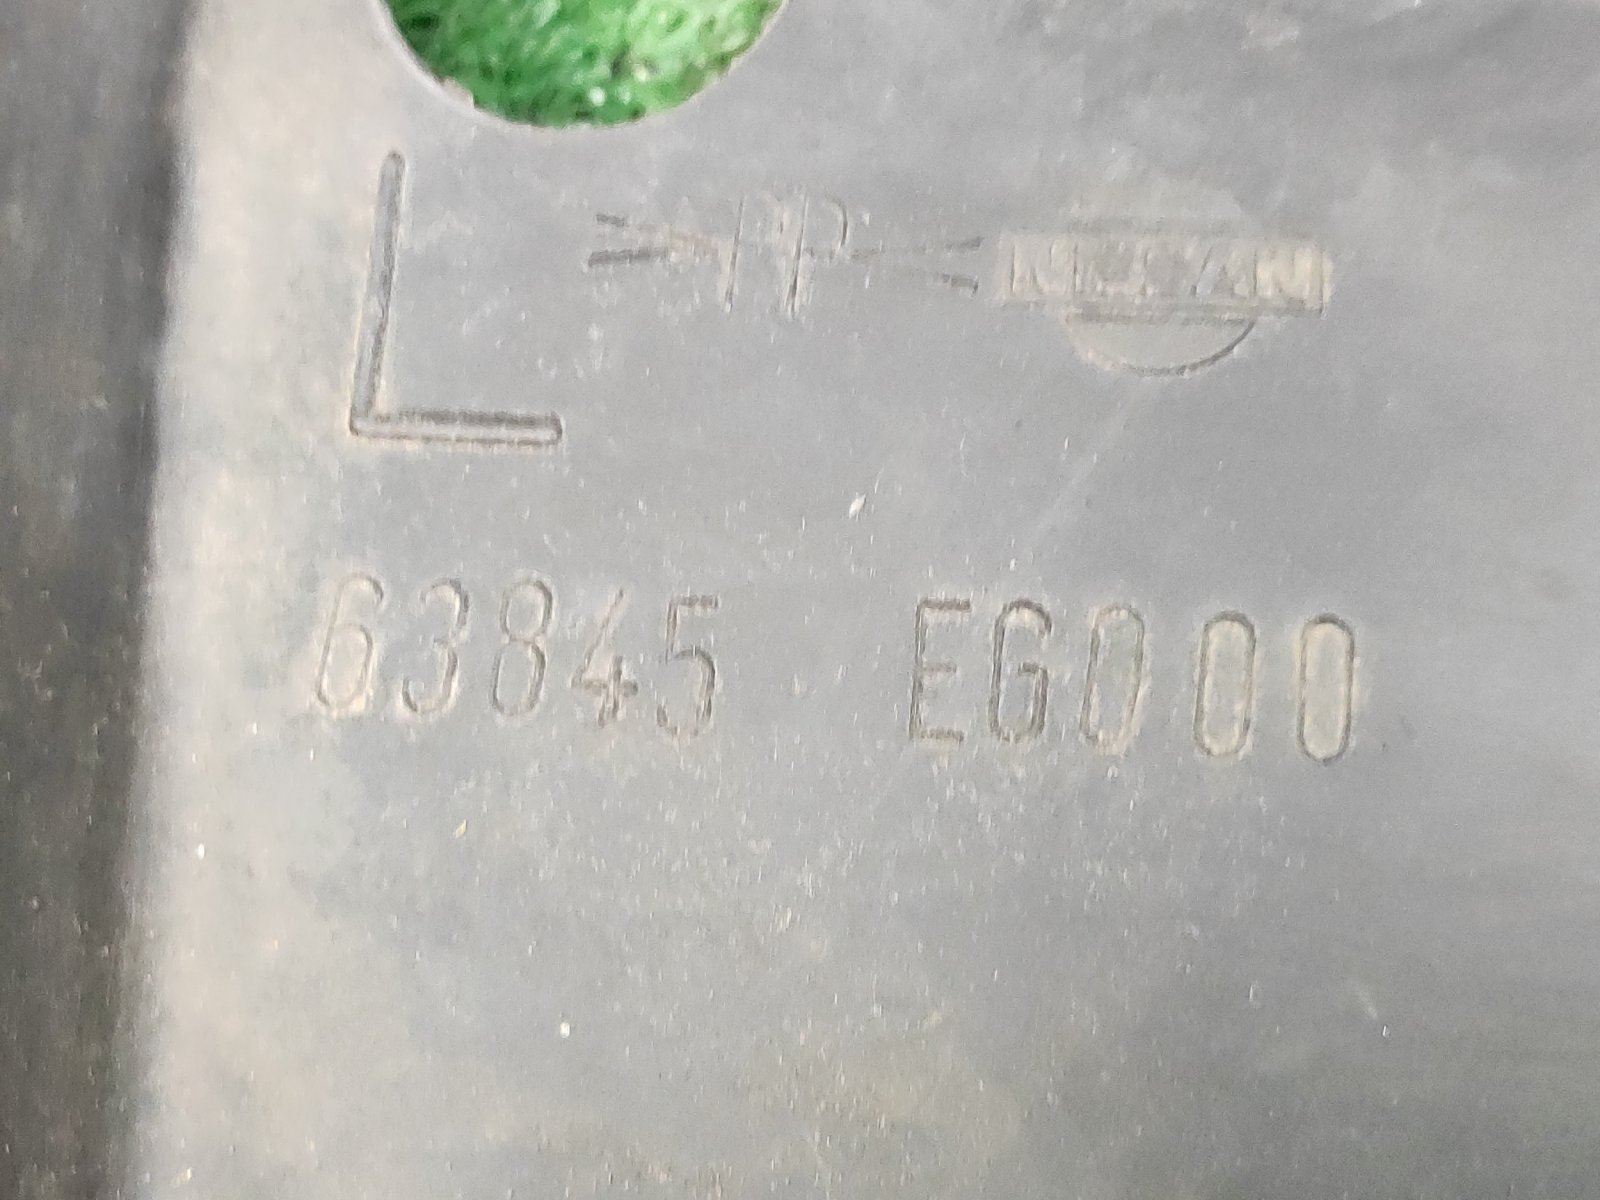 L >PP< NISSAN
63845 EG000